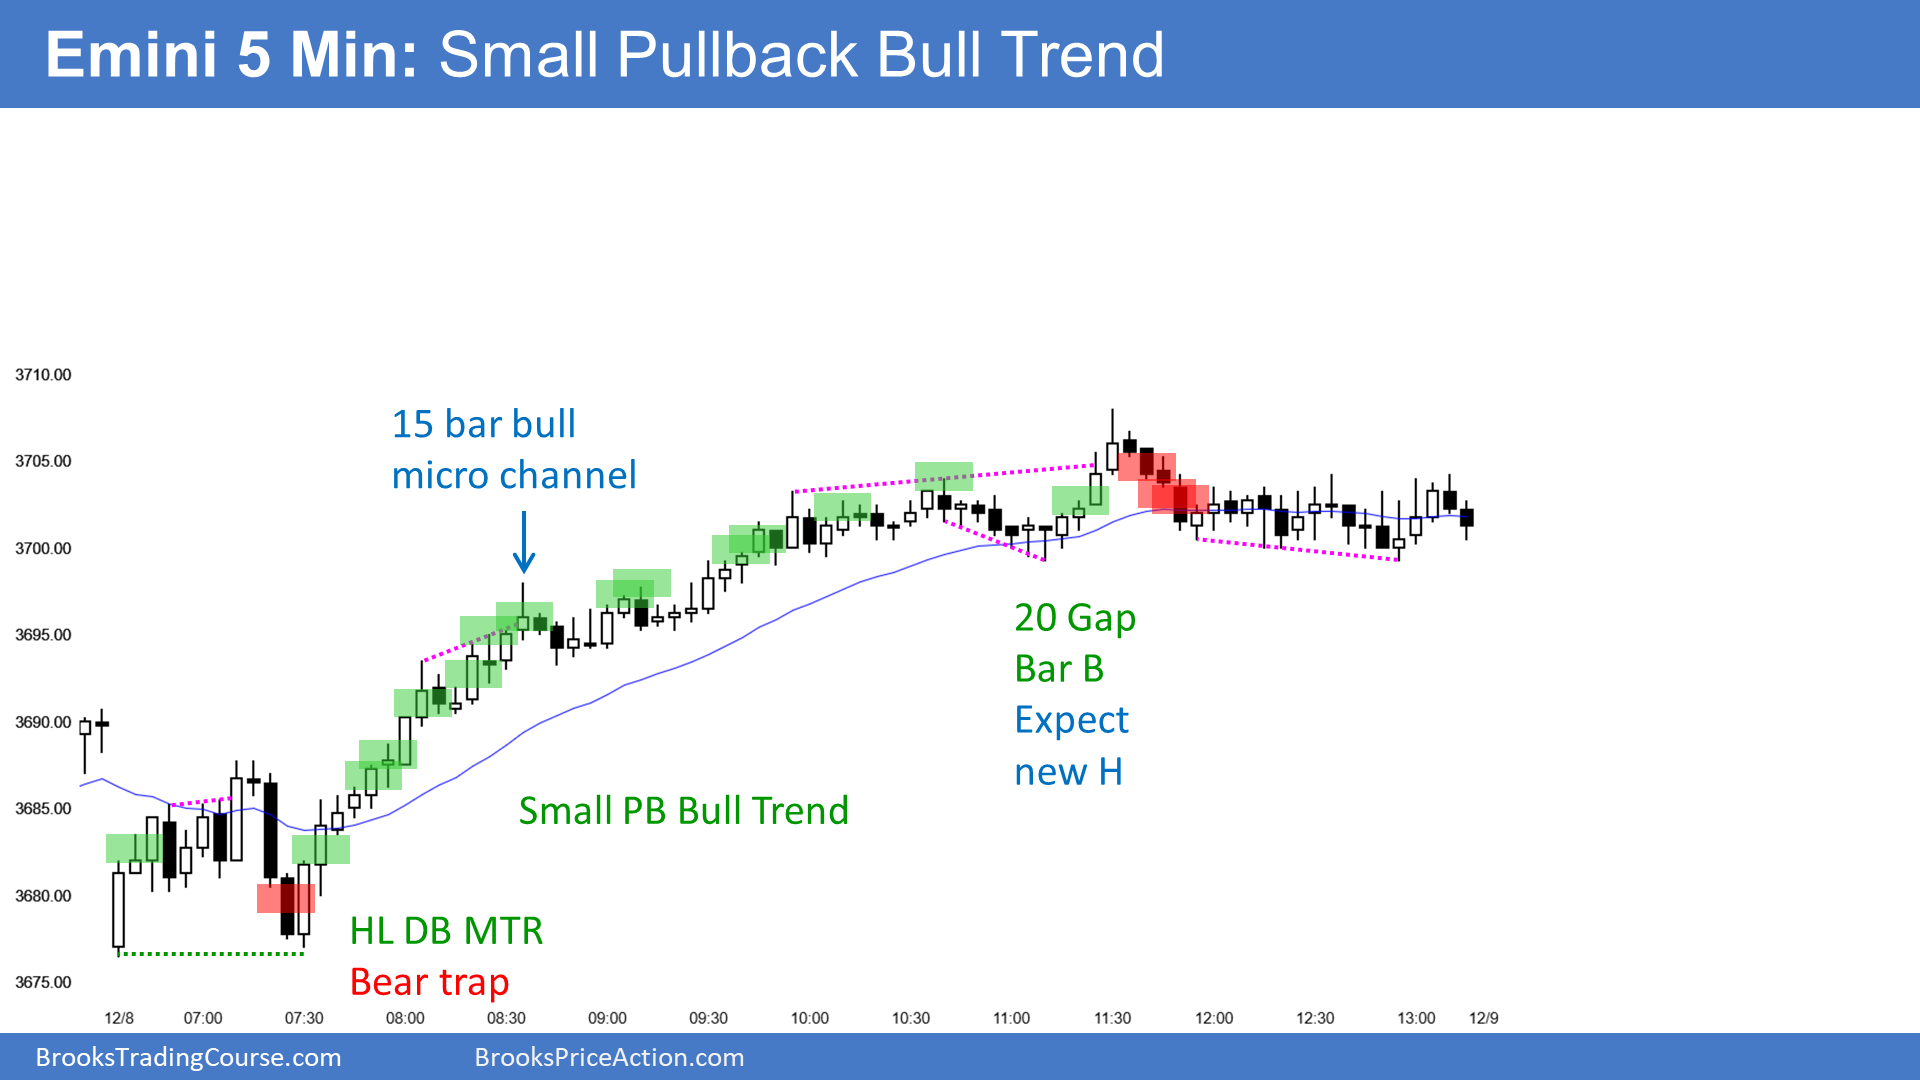 Emini 5 Min: Small Pullback Bull Trend
3710.00
3705.00
3700.00
3695.00
3690.00
3685.00
3680.00
3675.00
15 bar bull
micro channel
20 Gap
Bar B
Expect
new H
Small PB Bull Trend
HL DB MTR
Bear trap
12/8 07:00 07:30 08:00 08:30 09:00 09:30 10:00 10:30 11:00 11:30 12:00 12:30 13:00 12/9
BrooksTradingCourse.com BrooksPriceAction.com